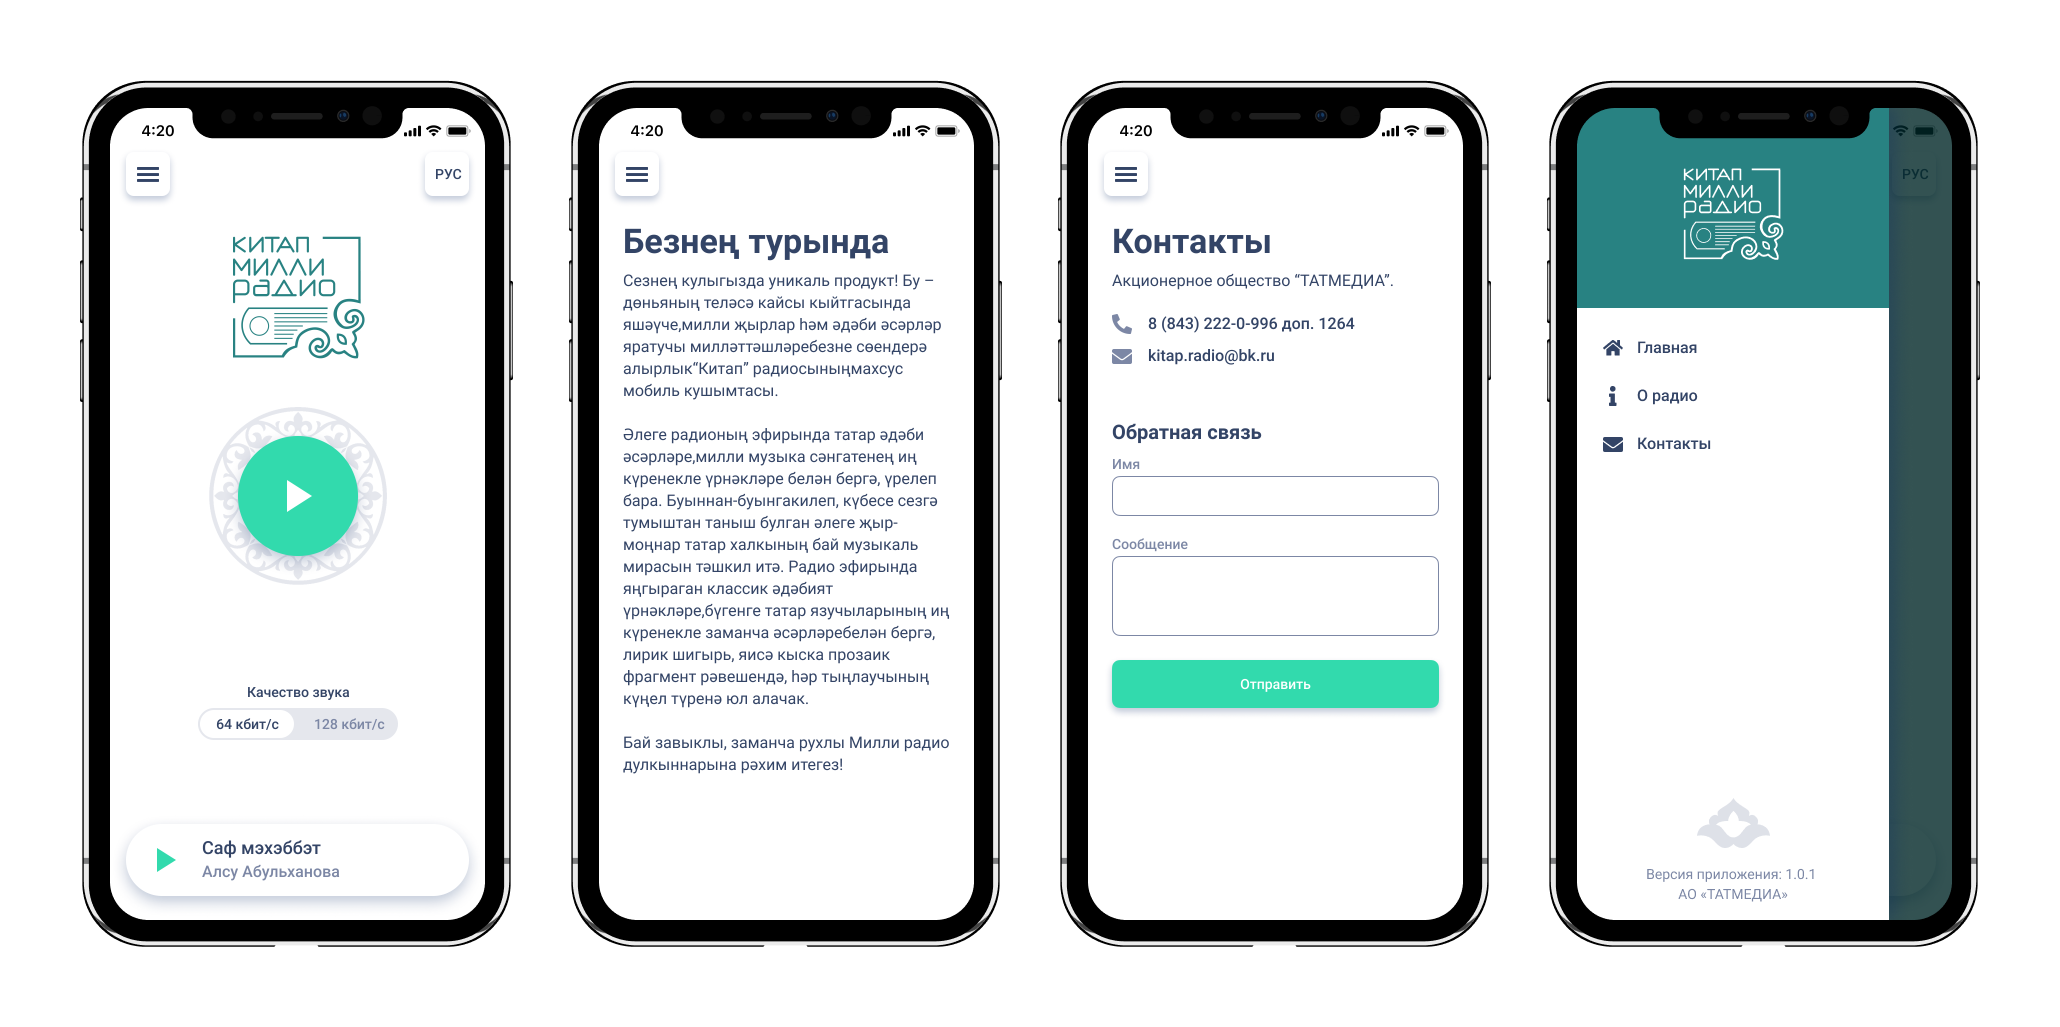 4:20
РУС
КИТАП
МИЛЛИ
РАДИО
Качество звука
64 кбит/с 128 кбит/с
Саф мэхэббэт
Алсу Абульханова
4:20
Безнең турында
Сезнең кулыгызда уникаль продукт! Бу –
дөньяның теләсә кайсы кыйтгасында
яшәүче,милли җырлар һәм әдәби әсәрләр
яратучы милләттәшләребезне сөендерә
алырлык“Китап” радиосыныңмахсус
мобиль кушымтасы.
Әлеге радионың эфирында татар әдәби
әсәрләре,милли музыка сәнгатенең иң
күренекле үрнәкләре белән бергә, үрелеп
бара. Буыннан-буынгакилеп, күбесе сезгә
тумыштан таныш булган әлеге җыр-
моңнар татар халкының бай музыкаль
мирасын тәшкил итә. Радио эфирында
яңгыраган классик әдәбият
үрнәкләре,бүгенге татар язучыларының иң
күренекле заманча әсәрләребелән бергә,
лирик шигырь, яисә кыска прозаик
фрагмент рәвешендә, һәр тыңлаучының
күңел түренә юл алачак.
Бай завыклы, заманча рухлы Милли радио
дулкыннарына рәхим итегез!
4:20
Контакты
Акционерное общество “ТАТМЕДИА”.
8 (843) 222-0-996 доп. 1264
kitap.radio@bk.ru
Обратная связь
Имя
Сообщение
Отправить
КИТАП
МИЛЛИ
РАДИО
РУС
Главная
О радио
Контакты
Версия приложения: 1.0.1
АО «ТАТМЕДИА»